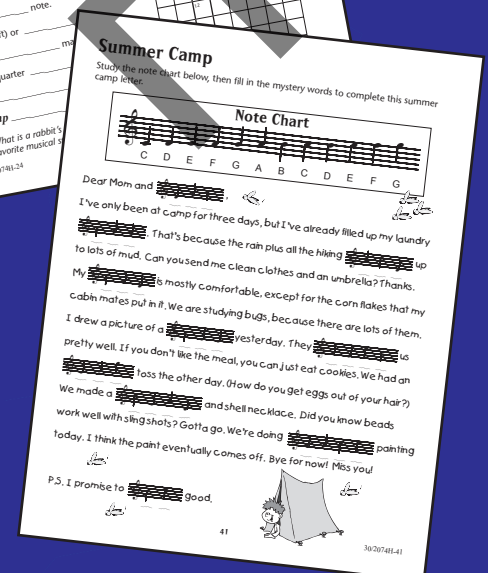 note.
t) or
ma
quarter
mp
What is a rabbit's
avorite musical s
074H-24
12
Summer Camp
Study the note chart below, then fill in the mystery words to complete this summer
camp letter.
Note Chart
C D E F G A B C D E F G
Dear Mom and .
I've only been at camp for three days, but I've already filled up my laundry
. That's because the rain plus all the hiking up
to lots of mud. Can you send me clean clothes and an umbrella? Thanks.
My is mostly comfortable, except for the corn flakes that my
cabin mates put in it. We are studying bugs, because there are lots of them.
I drew a picture of a yesterday. They us
pretty well. If you don't like the meal, you can just eat cookies. We had an
toss the other day. (How do you get eggs out of your hair?)
We made a and shell necklace. Did you know beads
work well with sling shots? Gotta go. We're doing painting
today. I think the paint eventually comes off. Bye for now! Miss you!
P.S. I promise to good.
41
30/2074H-41